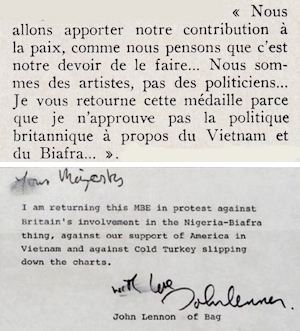 « Nous
allons apporter notre contribution à
la paix, comme nous pensons que c'est
notre devoir de le faire... Nous som-
mes des artistes, pas des politiciens...
Je vous retourne cette médaille parce
que je n'approuve pas la politique
britannique à propos du Vietnam et
du Biafra... ».
Your Majesty
I am returning this MBE in protest against
Britain's involvement in the Nigeria-Biafra
thing, against our support of America in
Vietnam and against Cold Turkey slipping
down the charts.
with love
John Lennon
John Lennon of Bag